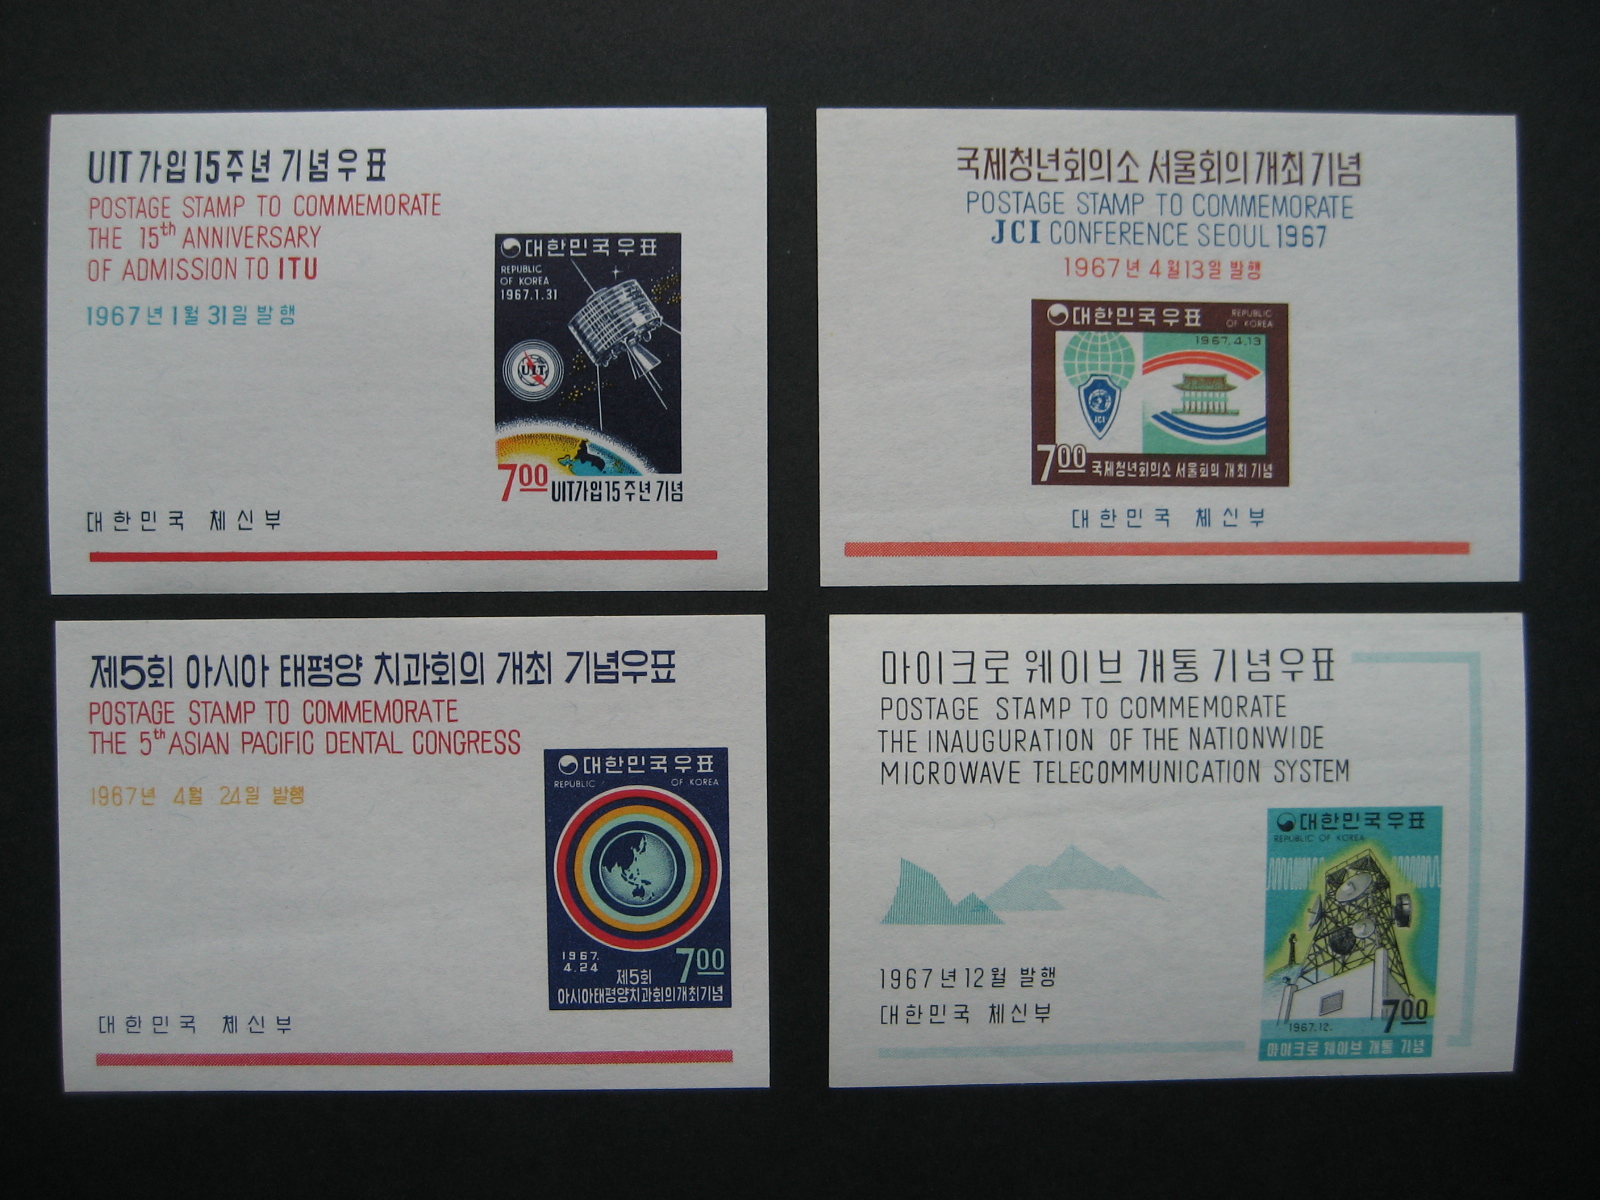 UIT가입15주년 기념우표
POSTAGE STAMP TO COMMEMORATE
THE 15th ANNIVERSARY
OF ADMISSION TO ITU
1967년 1월 31일 발행
대한민국우표
REPUBLIC
OF KOREA
1967.1.31
UIT
700
UIT가입15주년기념
대한민국 체신부
국제청년회의소 서울회의개최기념
POSTAGE STAMP TO COMMEMORATE
JCI CONFERENCE SEOUL 1967
1967년 4월13일 발행
대한민국우표
REPUBLIC
OF KOREA
1967.4.13
JCI
700
국제청년회의소 서울회의 개최기념
대한민국 체신부
제5회 아시아 태평양 치과회의 개최 기념우표
POSTAGE STAMP TO COMMEMORATE
THE 5th ASIAN PACIFIC DENTAL CONGRESS
1967년 4월 24일 발행
대한민국우표
REPUBLIC OF KOREA
1967.
4.24
700
제5회
아시아태평양치과회의개최기념
대한민국 체신부
마이크로 웨이브 개통 기념우표
POSTAGE STAMP TO COMMEMORATE
THE INAUGURATION OF THE NATIONWIDE
MICROWAVE TELECOMMUNICATION SYSTEM
대한민국우표
REPUBLIC OF KOREA
1967년 12월 발행
대한민국 체신부
700
1967.12.
마이크로 웨이브 개통 기념